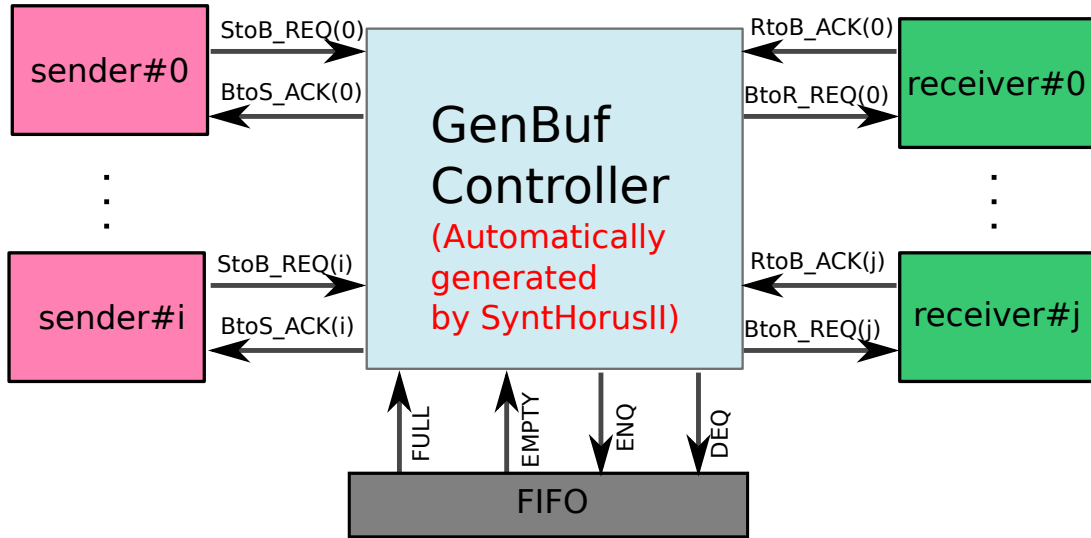 StoB_REQ(0)
sender#0
BtoS_ACK(0)
RtoB_ACK(0)
receiver#0
BtoR_REQ(0)
GenBuf
Controller
(Automatically
generated
by SyntHorusII)
StoB_REQ(i)
sender#i
BtoS_ACK(i)
RtoB_ACK(j)
receiver#j
BtoR_REQ(j)
FULL
EMPTY
ENQ
DEQ
FIFO